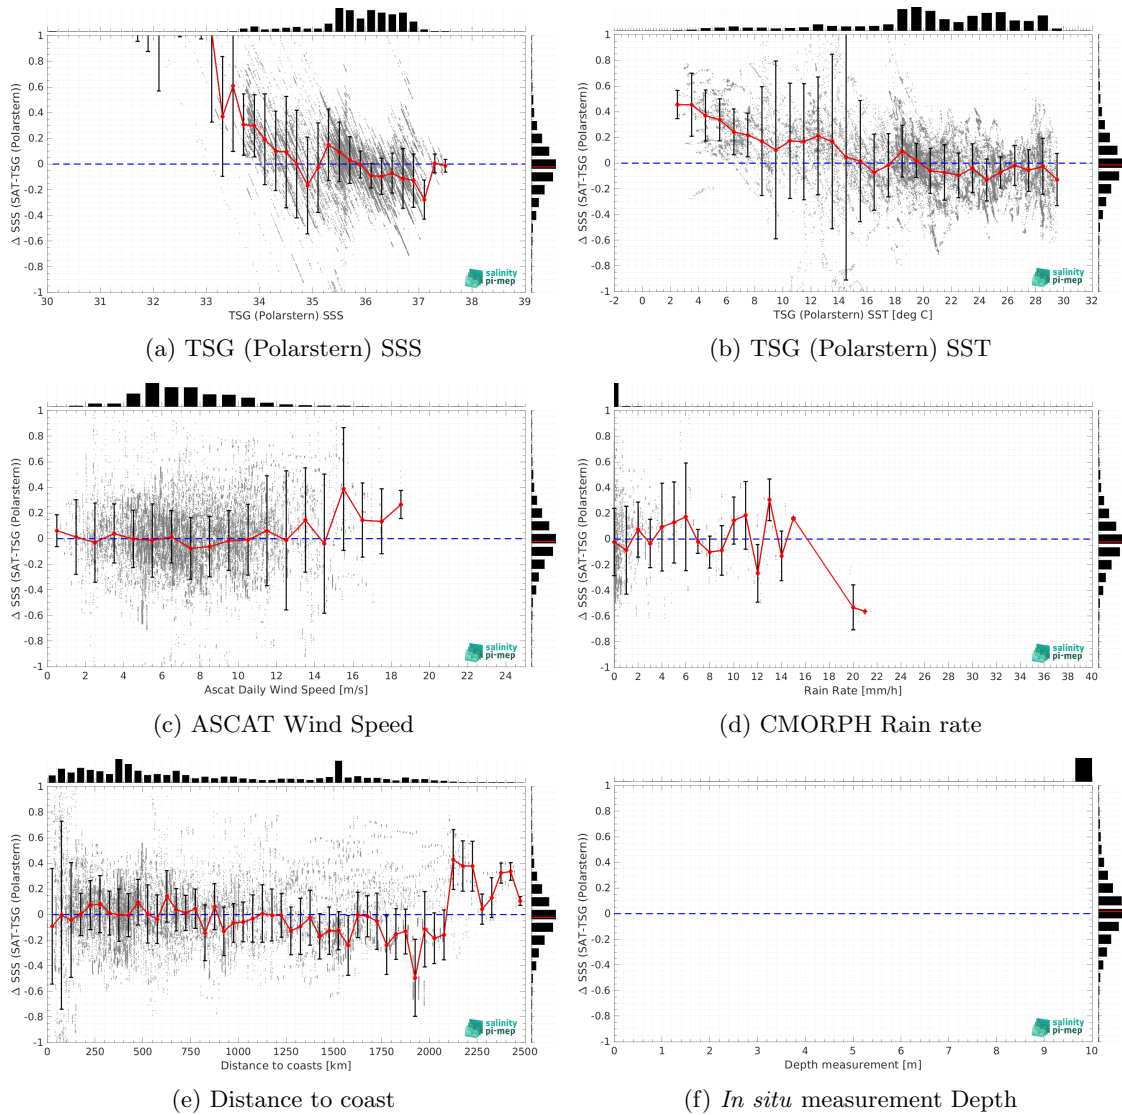 1
0.8
0.6
0.4
0.2
0
-0.2
-0.4
-0.6
-0.8
-1
Δ SSS (SAT-TSG (Polarstern))
30 31 32 33 34 35 36 37 38 39
TSG (Polarstern) SSS
salinity
pi-mep
(a) TSG (Polarstern) SSS
1
0.8
0.6
0.4
0.2
0
-0.2
-0.4
-0.6
-0.8
-1
Δ SSS (SAT-TSG (Polarstern))
-2 0 2 4 6 8 10 12 14 16 18 20 22 24 26 28 30 32
TSG (Polarstern) SST [deg C]
salinity
pi-mep
(b) TSG (Polarstern) SST
1
0.8
0.6
0.4
0.2
0
-0.2
-0.4
-0.6
-0.8
-1
Δ SSS (SAT-TSG (Polarstern))
0 2 4 6 8 10 12 14 16 18 20 22 24
Ascat Daily Wind Speed [m/s]
salinity
pi-mep
(c) ASCAT Wind Speed
1
0.8
0.6
0.4
0.2
0
-0.2
-0.4
-0.6
-0.8
-1
Δ SSS (SAT-TSG (Polarstern))
0 2 4 6 8 10 12 14 16 18 20 22 24 26 28 30 32 34 36 38 40
Rain Rate [mm/h]
salinity
pi-mep
(d) CMORPH Rain rate
1
0.8
0.6
0.4
0.2
0
-0.2
-0.4
-0.6
-0.8
-1
Δ SSS (SAT-TSG (Polarstern))
0 250 500 750 1000 1250 1500 1750 2000 2250 2500
Distance to coasts [km]
salinity
pi-mep
(e) Distance to coast
1
0.8
0.6
0.4
0.2
0
-0.2
-0.4
-0.6
-0.8
-1
Δ SSS (SAT-TSG (Polarstern))
0 1 2 3 4 5 6 7 8 9 10
Depth measurement [m]
salinity
pi-mep
(f) In situ measurement Depth